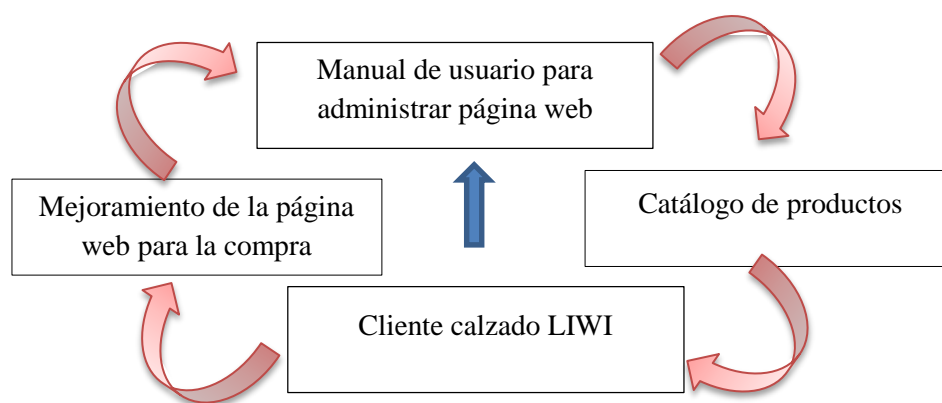 Manual de usuario para
administrar página web
Mejoramiento de la página
web para la compra
Catálogo de productos
Cliente calzado LIWI